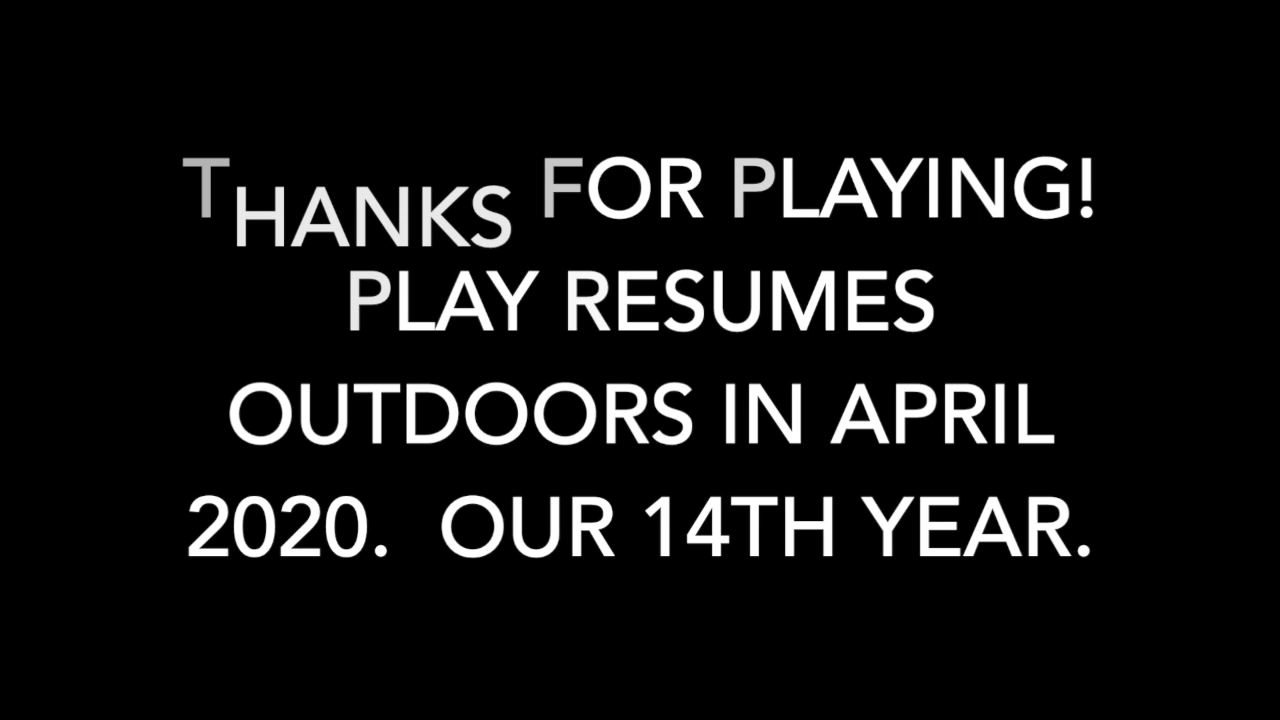 THANKS FOR PLAYING!
PLAY RESUMES
OUTDOORS IN APRIL
2020. OUR 14TH YEAR.